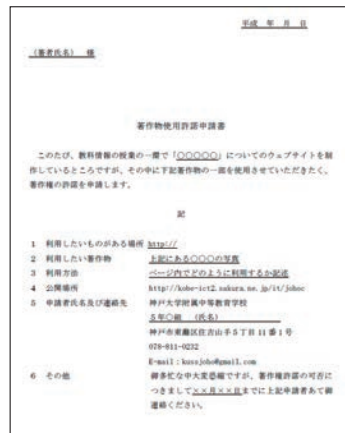 平成　年　月　日
（著者氏名）　様
著作物使用許諾申請書
このたび、教科情報の授業の一環で「○○○○○」についてのウェブサイトを制
作しているところですが、その中に下記著作物の一部を使用させていただきたく、
著作権の許諾を申請します。
記
1　利用したいものがある場所　http://
2　利用したい著作物　上記にある○○○の写真
3　利用方法　ページ内でどのように利用するか記述
4　公開場所　http://kobe-ict2.sakura.ne.jp/it/johoc
5　申請者氏名及び連絡先　神戸大学附属中等教育学校
5年○組　（氏名）
神戸市東灘区住吉山手5丁目11番1号
078-811-0232
E-mail：kussjoho@gmail.com
6　その他　御多忙な中大変恐縮ですが、著作権許諾の可否に
つきまして××月××日までに上記申請者あて御
連絡ください。